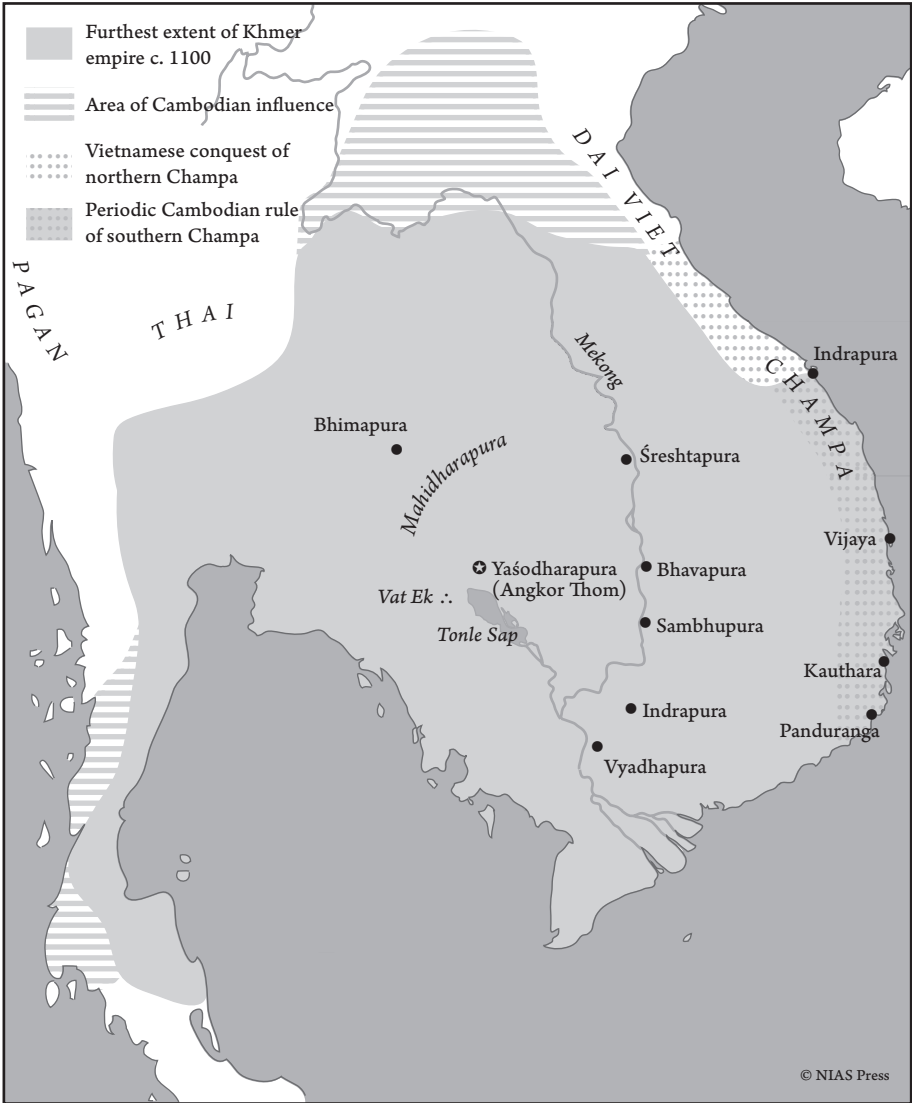 Furthest extent of Khmer
empire c. 1100
Area of Cambodian influence
Vietnamese conquest of
northern Champa
Periodic Cambodian rule
of southern Champa
DAI VIET
PAGAN
THAI
Mekong
Indrapura
CHAMPA
Bhimapura
Mahidharapura
Śreshtapura
Vijaya
Yaśodharapura
(Angkor Thom)
Bhavapura
Vat Ek ∴
Tonle Sap
Sambhupura
Kauthara
Indrapura
Panduranga
Vyadhapura
© NIAS Press